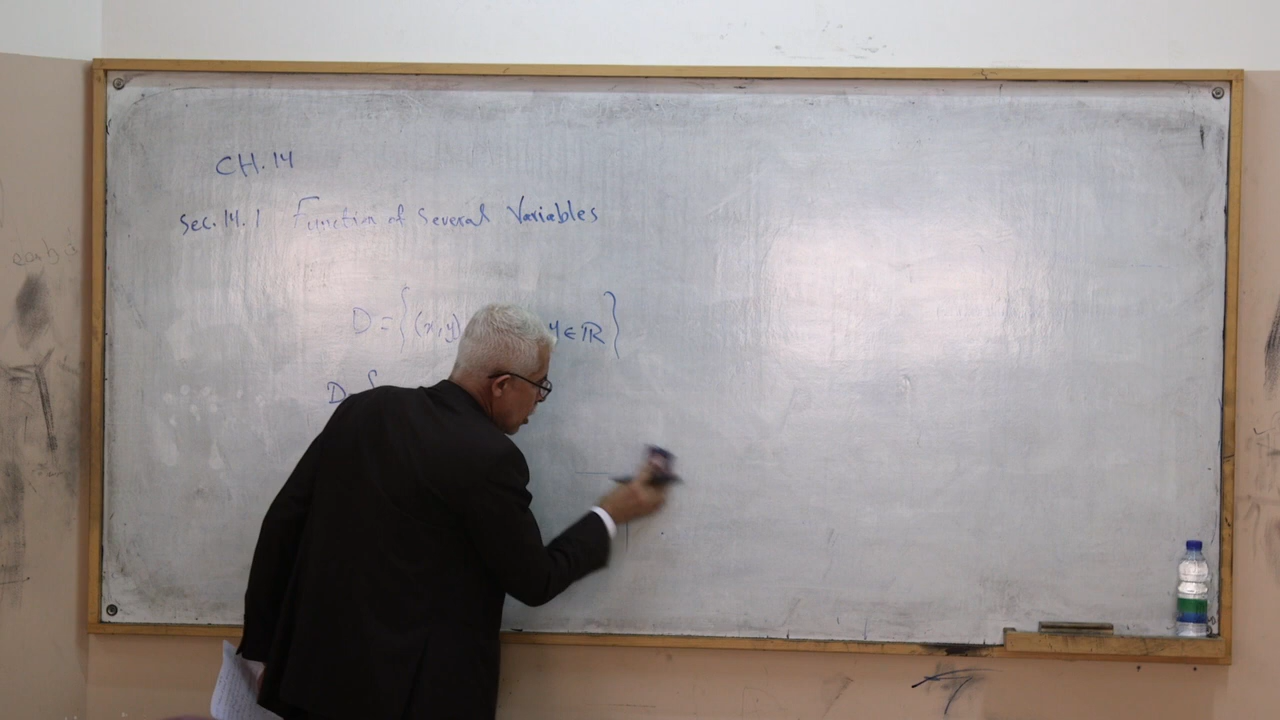 CH.14
Sec. 14.1 Function of Several Variables
D = {(x,y) y ∈ ℝ}
D